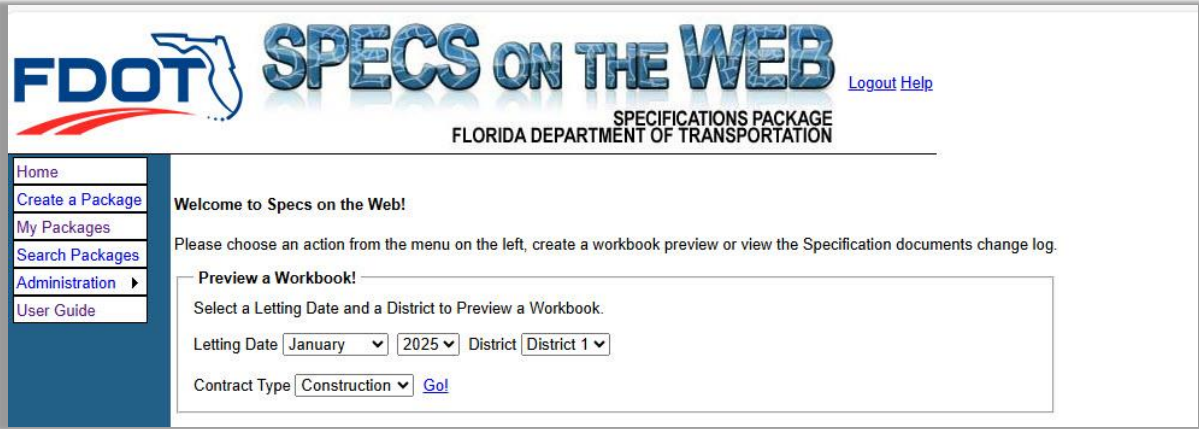 FDOT
SPECS ON THE WEB
Logout Help
SPECIFICATIONS PACKAGE
FLORIDA DEPARTMENT OF TRANSPORTATION
Home
Create a Package
My Packages
Search Packages
Administration
User Guide
Welcome to Specs on the Web!
Please choose an action from the menu on the left, create a workbook preview or view the Specification documents change log.
Preview a Workbook!
Select a Letting Date and a District to Preview a Workbook.
Letting Date January 2025 District District 1
Contract Type Construction Go!